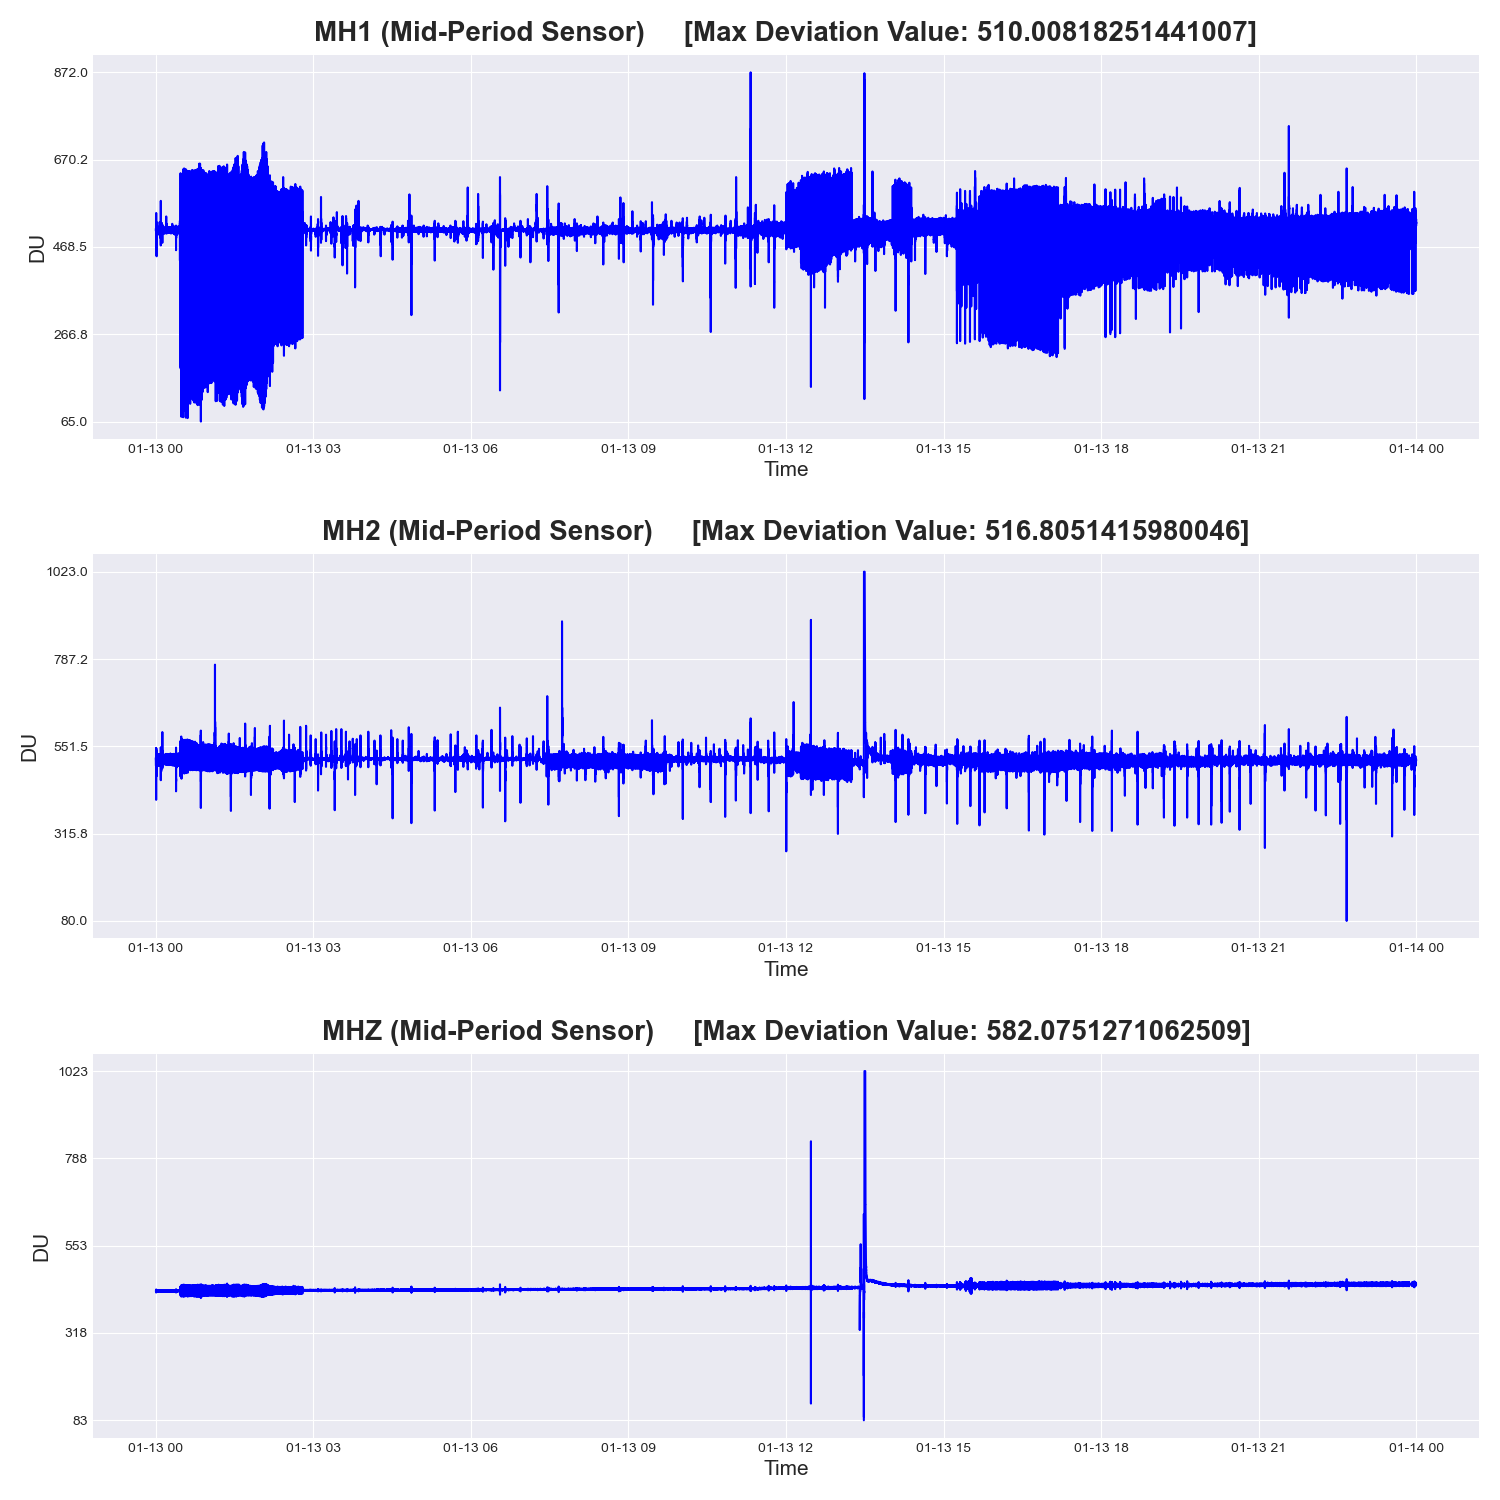 MH1 (Mid-Period Sensor) [Max Deviation Value: 510.00818251441007]
872.0
670.2
468.5
266.8
65.0
DU
01-13 00 01-13 03 01-13 06 01-13 09 01-13 12 01-13 15 01-13 18 01-13 21 01-14 00
Time
MH2 (Mid-Period Sensor) [Max Deviation Value: 516.8051415980046]
1023.0
787.2
551.5
315.8
80.0
DU
01-13 00 01-13 03 01-13 06 01-13 09 01-13 12 01-13 15 01-13 18 01-13 21 01-14 00
Time
MHZ (Mid-Period Sensor) [Max Deviation Value: 582.0751271062509]
1023
788
553
318
83
DU
01-13 00 01-13 03 01-13 06 01-13 09 01-13 12 01-13 15 01-13 18 01-13 21 01-14 00
Time